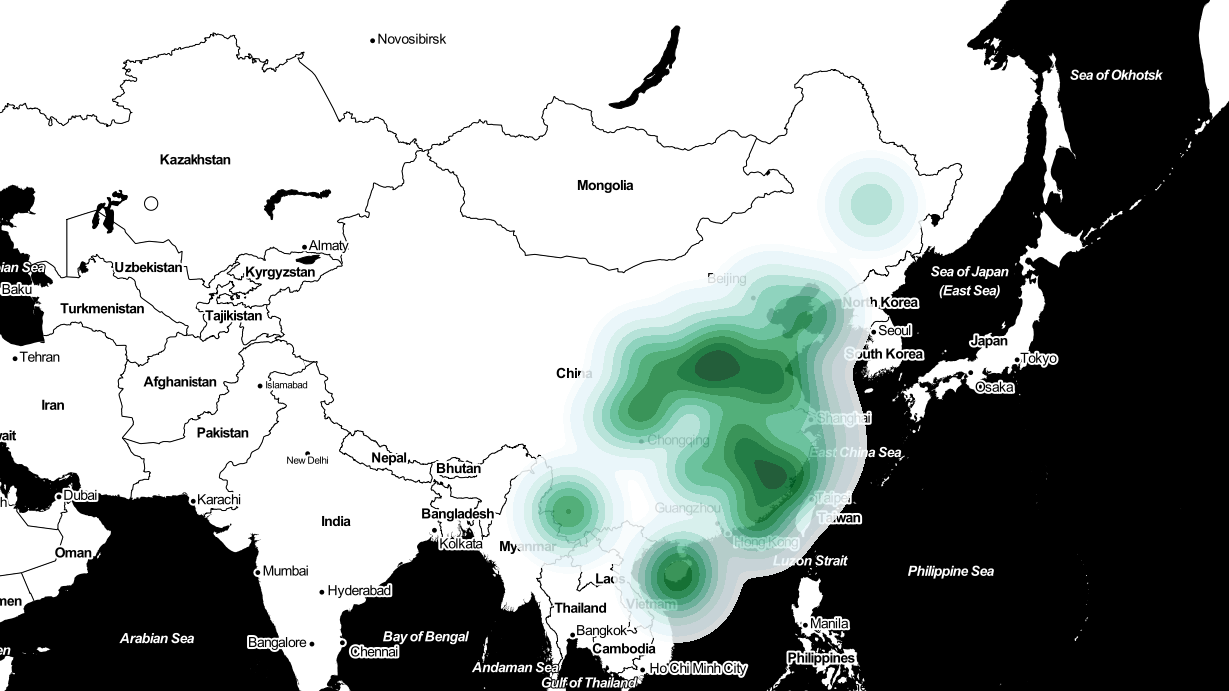 Novosibirsk
Sea of Okhotsk
Kazakhstan
Mongolia
Almaty
Uzbekistan
Kyrgyzstan
ian Sea
Baku
Beijing
Sea of Japan
(East Sea)
Turkmenistan
Tajikistan
North Korea
Seoul
South Korea
Japan
Tehran
Tokyo
China
Afghanistan
Islamabad
Osaka
Iran
Pakistan
Shanghai
wait
Chongqing
Nepal
New Delhi
Bhutan
East China Sea
Dubai
Karachi
Taipei
Guangzhou
Bangladesh
India
Taiwan
Kolkata
Myanmar
Hong Kong
Oman
Luzon Strait
Mumbai
Philippine Sea
Laos
Hyderabad
men
Vietnam
Thailand
Manila
Bangkok
Arabian Sea
Bay of Bengal
Bangalore
Chennai
Cambodia
en
Philippines
Andaman Sea
Ho Chi Minh City
Gulf of Thailand